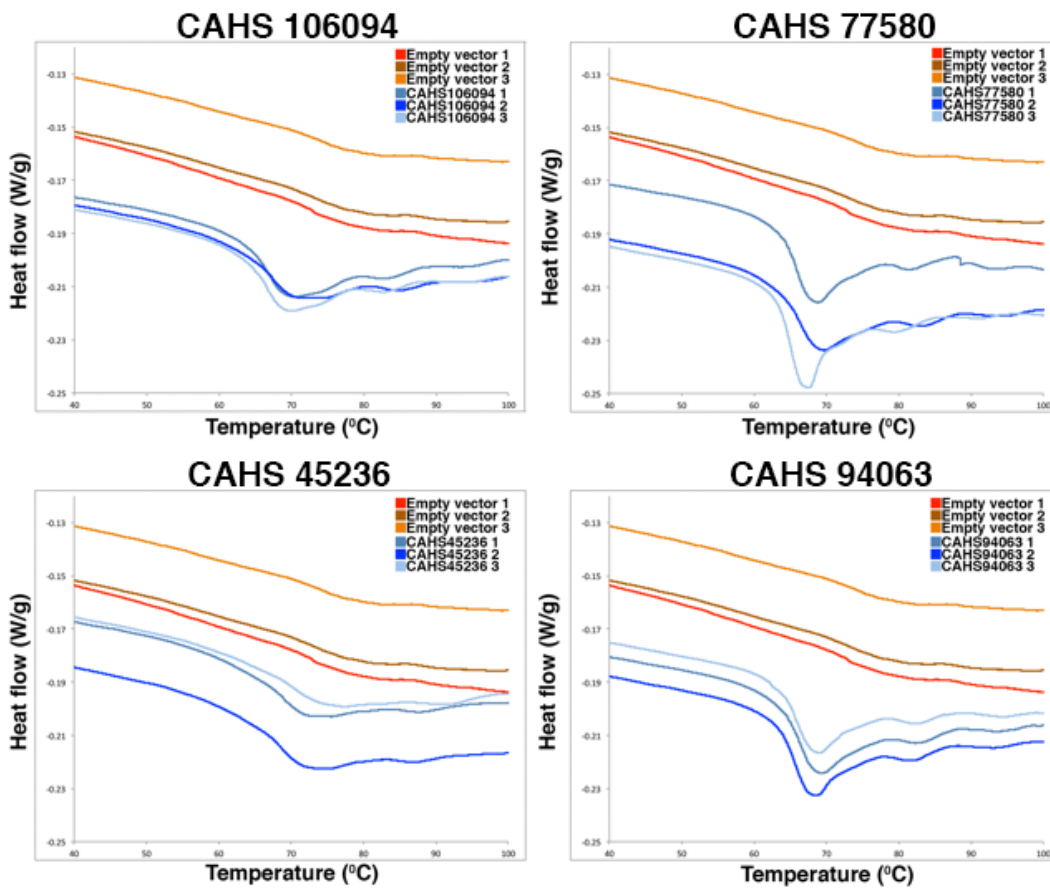 CAHS 106094
Empty vector 1
Empty vector 2
Empty vector 3
CAHS106094 1
CAHS106094 2
CAHS106094 3
Heat flow (W/g)
-0.13
-0.15
-0.17
-0.19
-0.21
-0.23
-0.25
40 50 60 70 80 90 100
Temperature (⁰C)
CAHS 77580
Empty vector 1
Empty vector 2
Empty vector 3
CAHS77580 1
CAHS77580 2
CAHS77580 3
Heat flow (W/g)
-0.13
-0.15
-0.17
-0.19
-0.21
-0.23
-0.25
40 50 60 70 80 90 100
Temperature (⁰C)
CAHS 45236
Empty vector 1
Empty vector 2
Empty vector 3
CAHS45236 1
CAHS45236 2
CAHS45236 3
Heat flow (W/g)
-0.13
-0.15
-0.17
-0.19
-0.21
-0.23
-0.25
40 50 60 70 80 90 100
Temperature (⁰C)
CAHS 94063
Empty vector 1
Empty vector 2
Empty vector 3
CAHS94063 1
CAHS94063 2
CAHS94063 3
Heat flow (W/g)
-0.13
-0.15
-0.17
-0.19
-0.21
-0.23
-0.25
40 50 60 70 80 90 100
Temperature (⁰C)